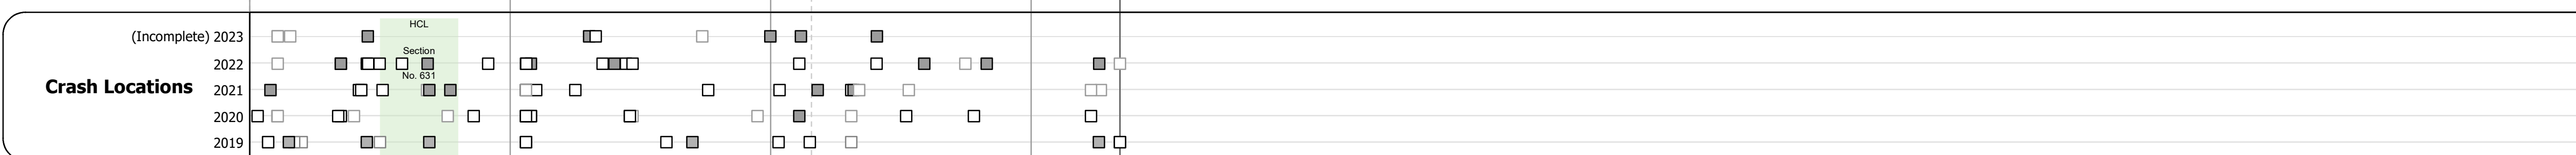 HCL
(Incomplete) 2023
Section
2022
No. 631
Crash Locations
2021
2020
2019